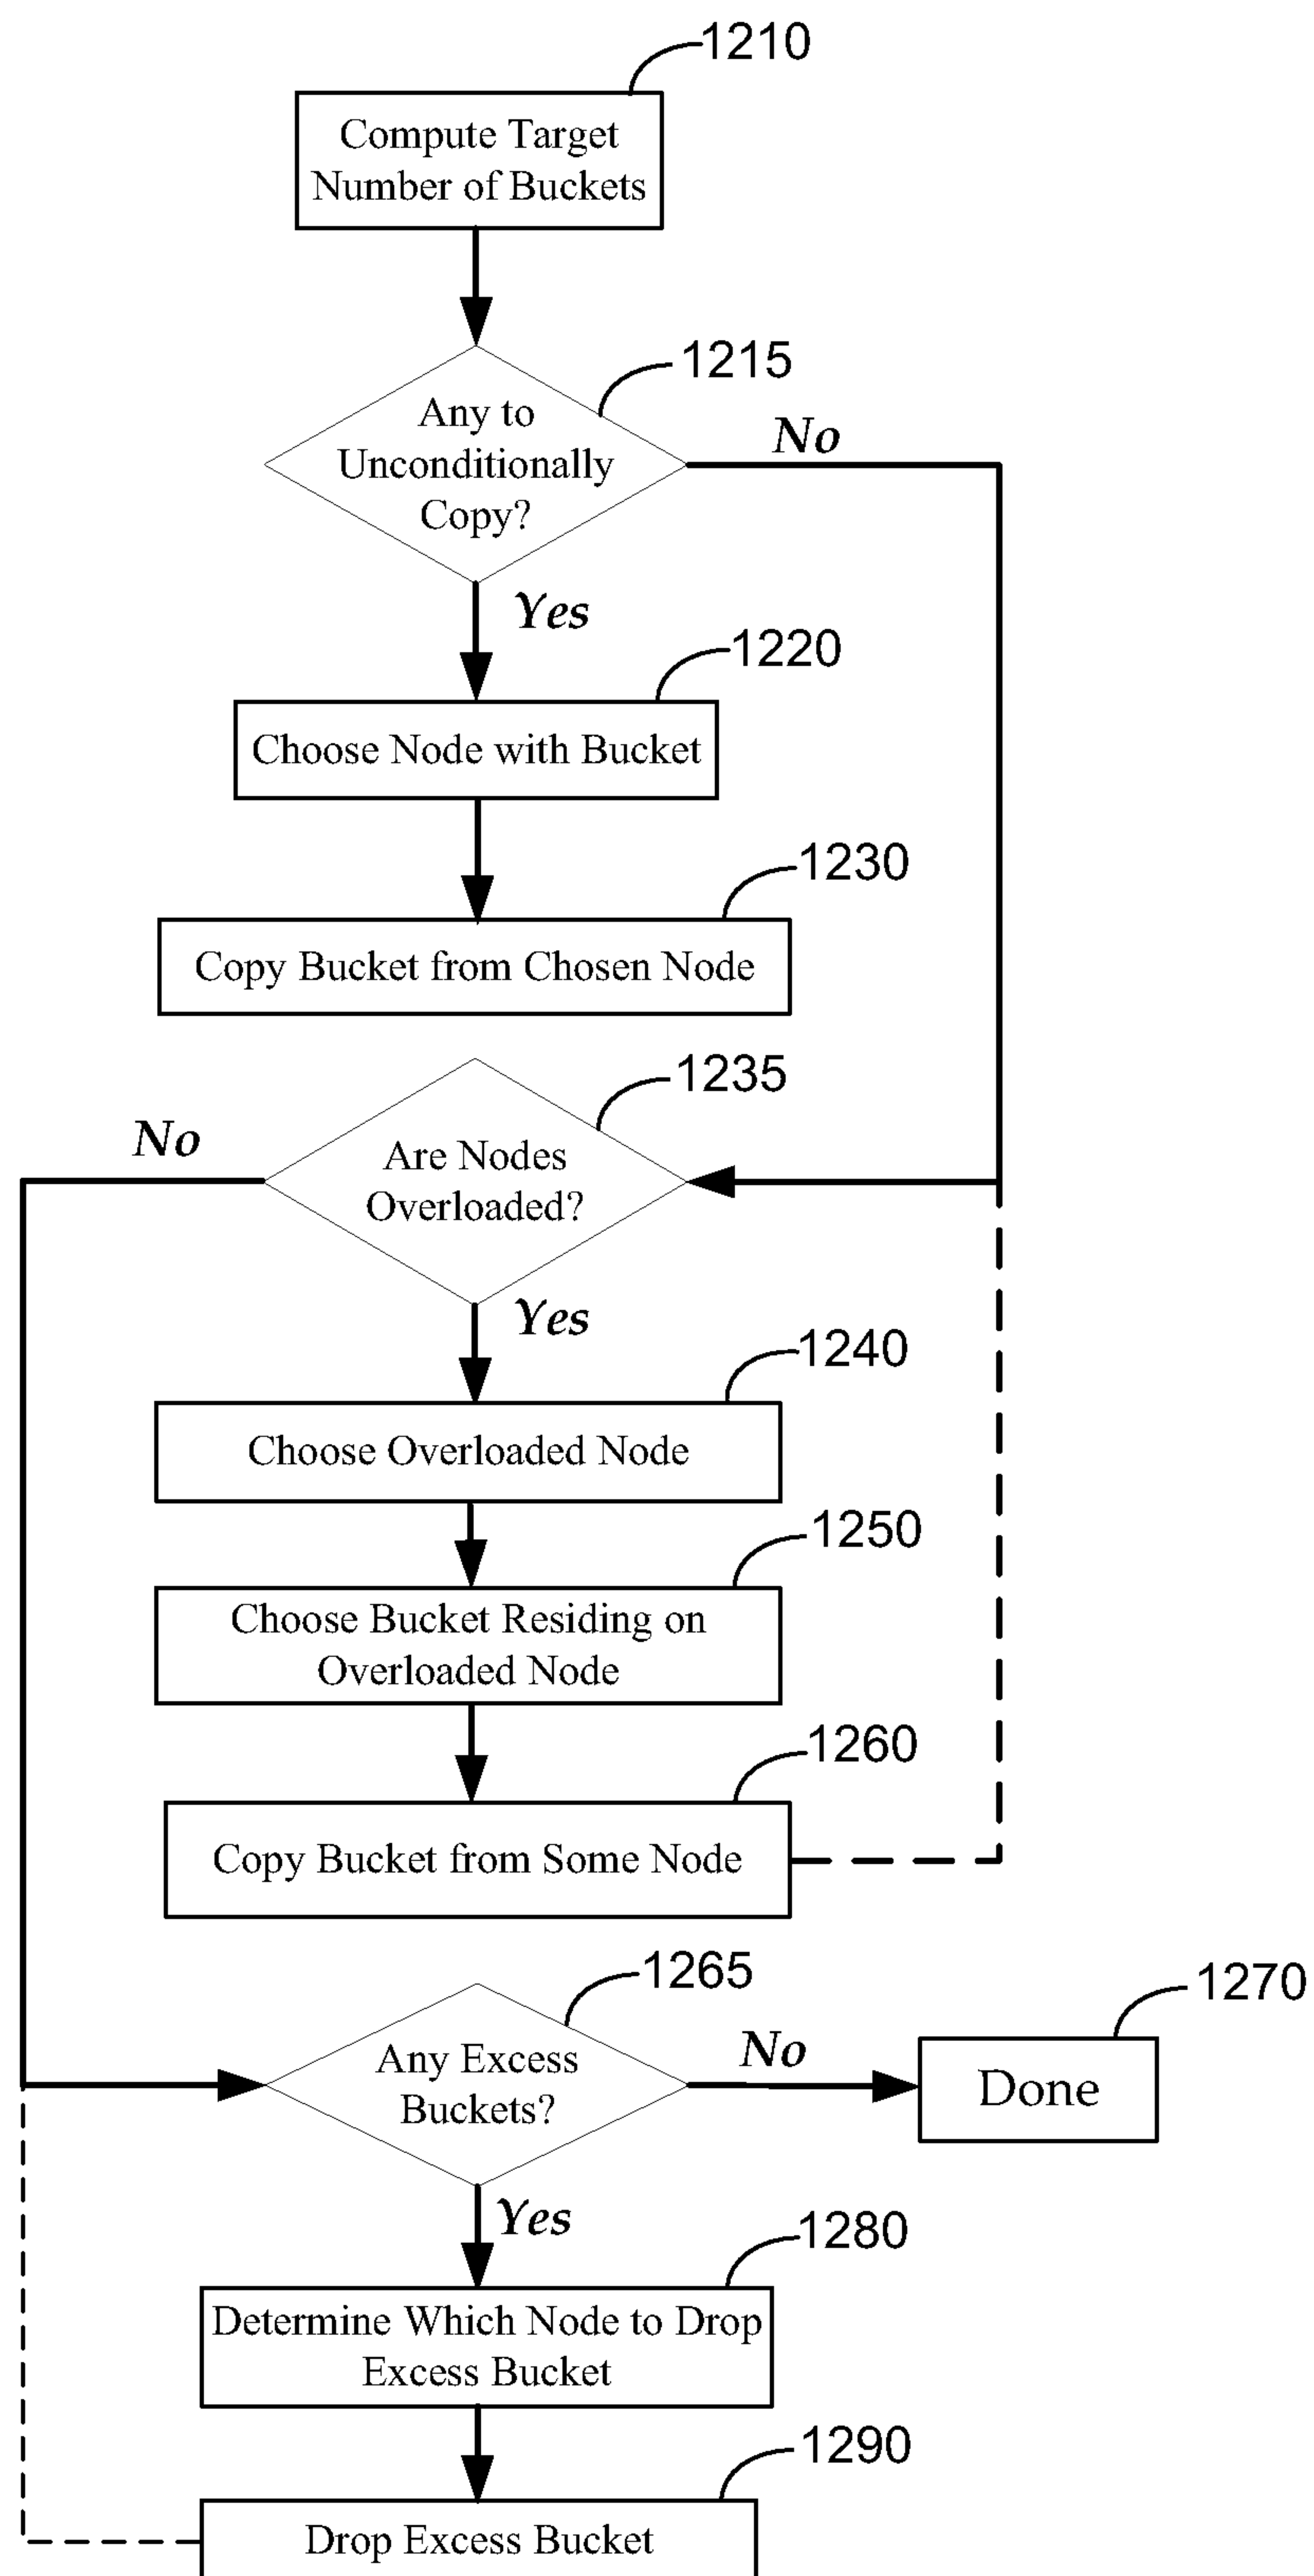 1210
Compute Target
Number of Buckets
1215
Any to
Unconditionally
Copy?
No
Yes
1220
Choose Node with Bucket
1230
Copy Bucket from Chosen Node
1235
No
Are Nodes
Overloaded?
Yes
1240
Choose Overloaded Node
1250
Choose Bucket Residing on
Overloaded Node
1260
Copy Bucket from Some Node
1265
1270
Any Excess
Buckets?
No
Done
Yes
1280
Determine Which Node to Drop
Excess Bucket
1290
Drop Excess Bucket